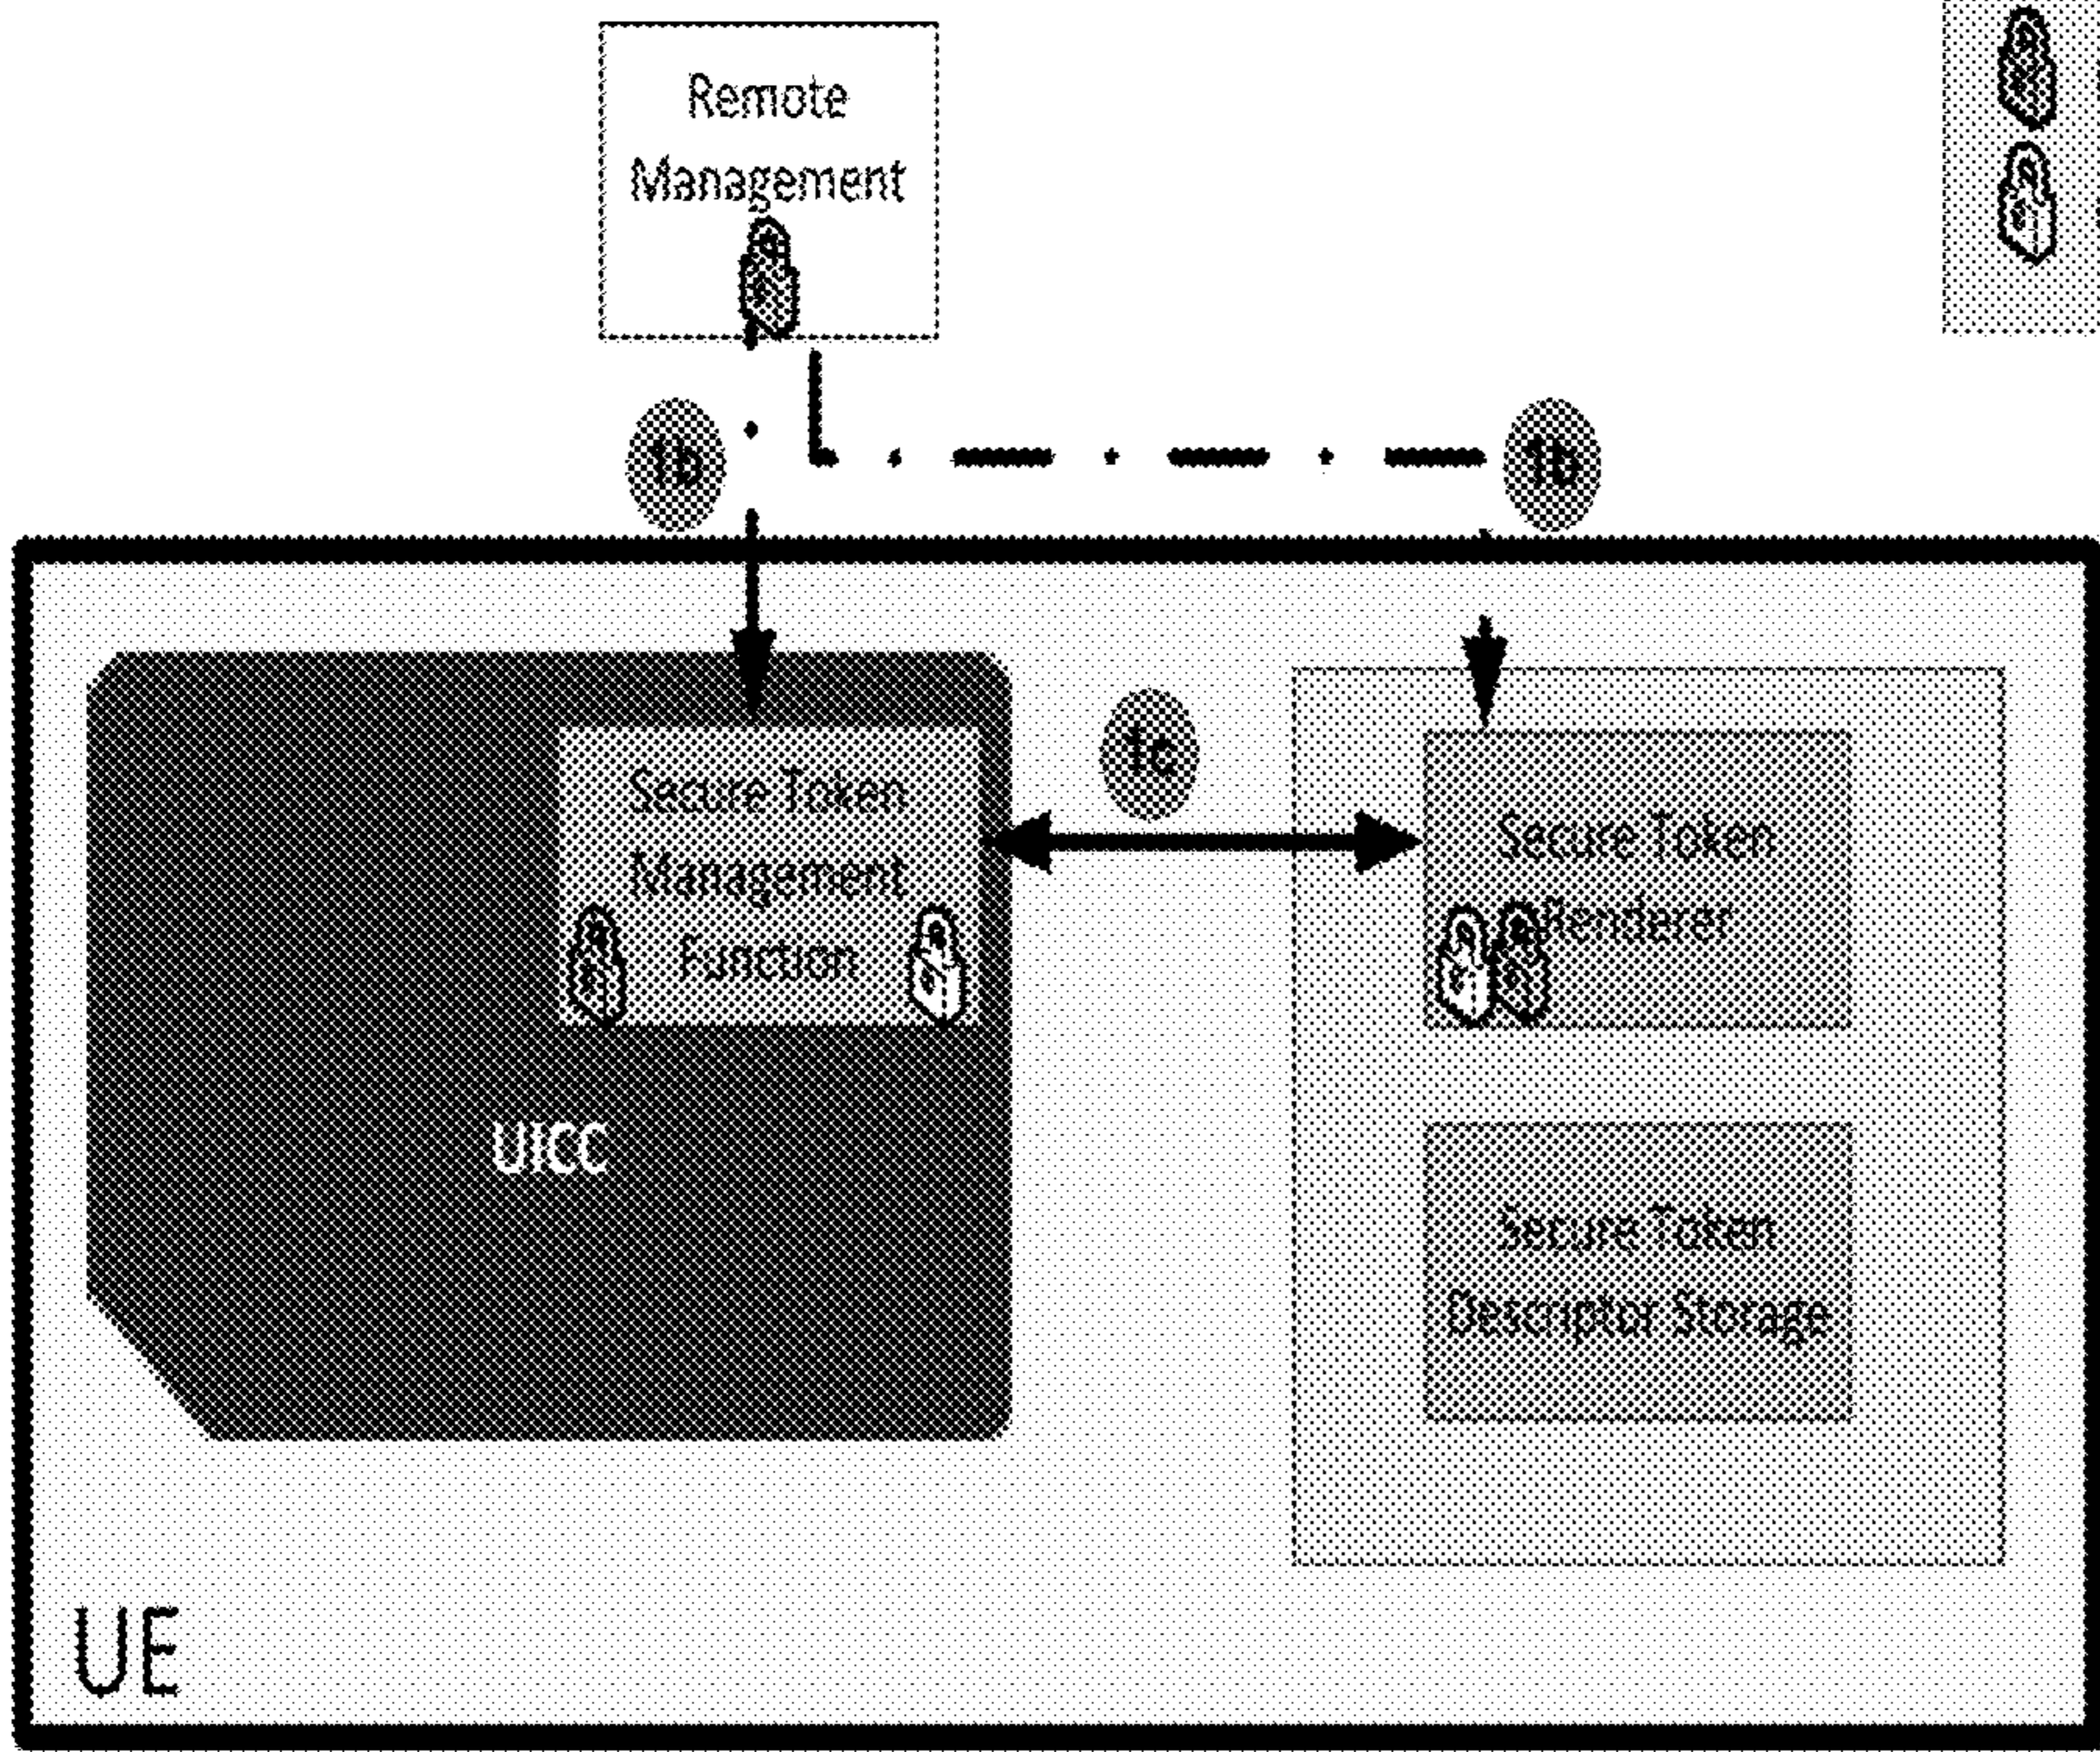 Remote
Management
1b
1b
1c
Secure Token
Management
Function
Secure Token
Renderer
UICC
Secure Token
Descriptor Storage
UE